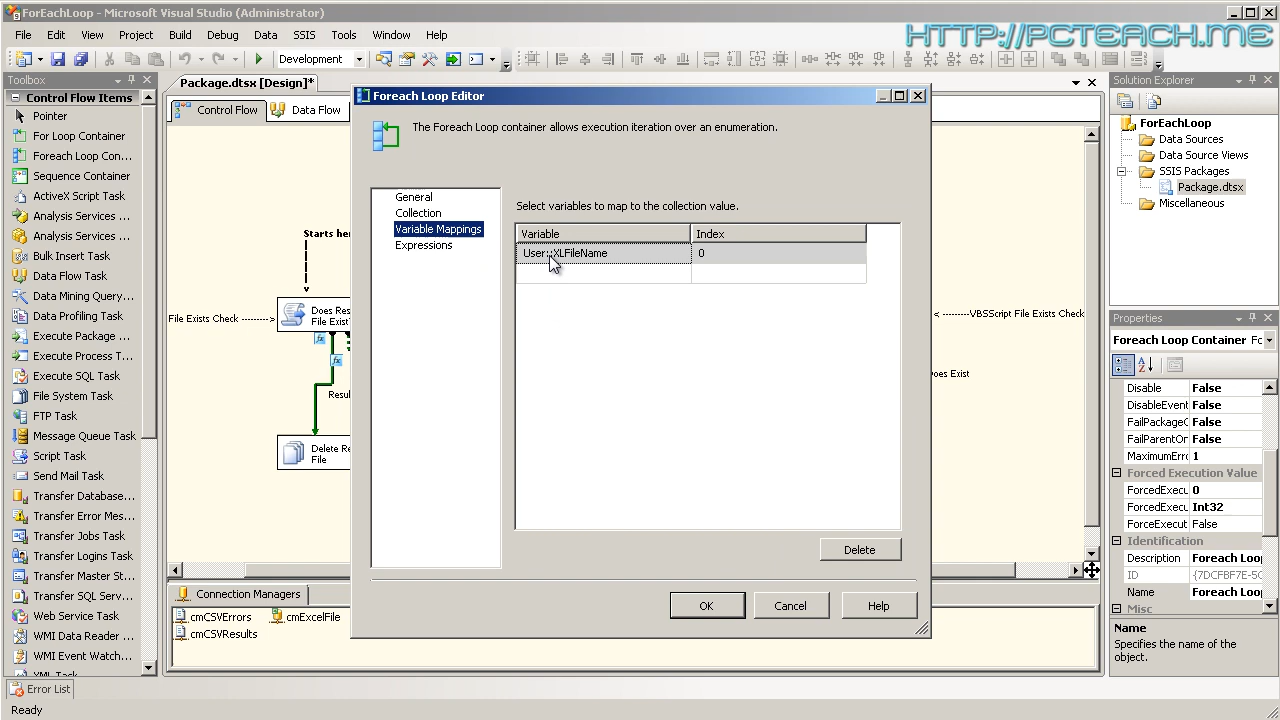 ForEachLoop - Microsoft Visual Studio (Administrator)
HTTP://PCTEACH.ME
File Edit View Project Build Debug Data SSIS Tools Window Help
Development
Toolbox
Control Flow Items
Pointer
For Loop Container
Foreach Loop Con...
Sequence Container
ActiveX Script Task
Analysis Services ...
Analysis Services ...
Bulk Insert Task
Data Flow Task
Data Mining Query...
Data Profiling Task
Execute Package ...
Execute Process T...
Execute SQL Task
File System Task
FTP Task
Message Queue Task
Script Task
Send Mail Task
Transfer Database...
Transfer Error Mes...
Transfer Jobs Task
Transfer Logins Task
Transfer Master St...
Transfer SQL Serv...
Web Service Task
WMI Data Reader ...
WMI Event Watch...
XML Task
Package.dtsx [Design]*
Control Flow
Data Flow
Starts her
File Exists Check -------->
Does Res
File Exist
Resul
Delete Re
File
< --------VBSScript File Exists Check
Does Exist
Foreach Loop Editor
The Foreach Loop container allows execution iteration over an enumeration.
General
Collection
Variable Mappings
Expressions
Select variables to map to the collection value.
Variable Index
User::XLFileName 0
Delete
OK Cancel Help
Connection Managers
cmCSVErrors cmExcelFile
cmCSVResults
Solution Explorer
ForEachLoop
Data Sources
Data Source Views
SSIS Packages
Package.dtsx
Miscellaneous
Properties
Foreach Loop Container Fo
Disable False
DisableEvent False
FailPackageC False
FailParentOr False
MaximumErrc 1
Forced Execution Value
ForcedExecu 0
ForcedExecu Int32
ForceExecut False
Identification
Description Foreach Loop
ID {7DCFBF7E-5C
Name Foreach Loop
Misc
Name
Specifies the name of the
object.
Error List
Ready